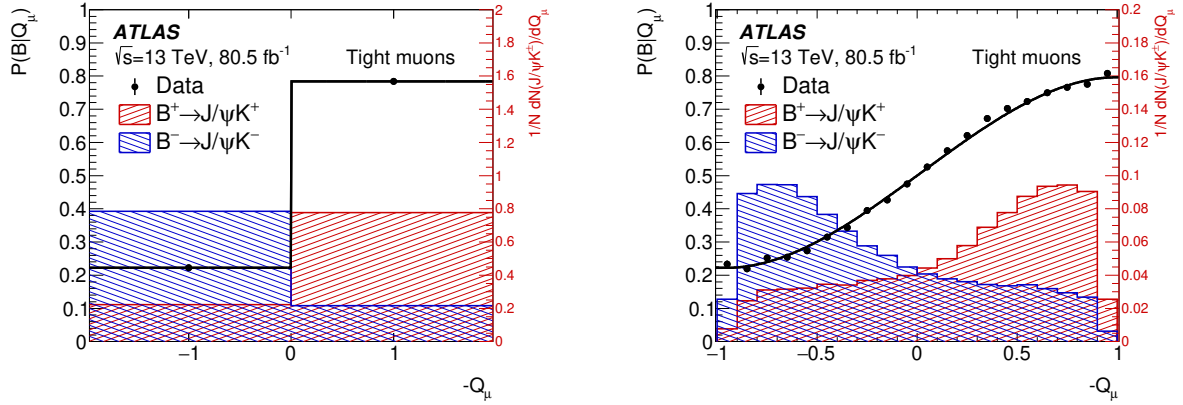 P(B|Qμ)
1
0.9
0.8
0.7
0.6
0.5
0.4
0.3
0.2
0.1
0
ATLAS
√s=13 TeV, 80.5 fb⁻¹
Tight muons
Data
B⁺→J/ψK⁺
B⁻→J/ψK⁻
−1 0 1
-Qμ
2
1.8
1.6
1.4
1.2
1
0.8
0.6
0.4
0.2
0
1/N dN(J/ψK±)/dQμ
P(B|Qμ)
1
0.9
0.8
0.7
0.6
0.5
0.4
0.3
0.2
0.1
0
ATLAS
√s=13 TeV, 80.5 fb⁻¹
Tight muons
Data
B⁺→J/ψK⁺
B⁻→J/ψK⁻
−1 −0.5 0 0.5 1
-Qμ
0.2
0.18
0.16
0.14
0.12
0.1
0.08
0.06
0.04
0.02
0
1/N dN(J/ψK±)/dQμ